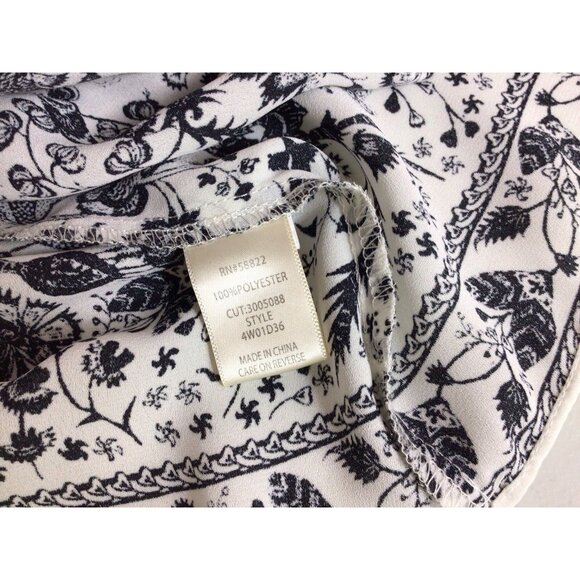 RN#58822
100%POLYESTER
CUT:3005088
STYLE
4W01D36
MADE IN CHINA
CARE ON REVERSE